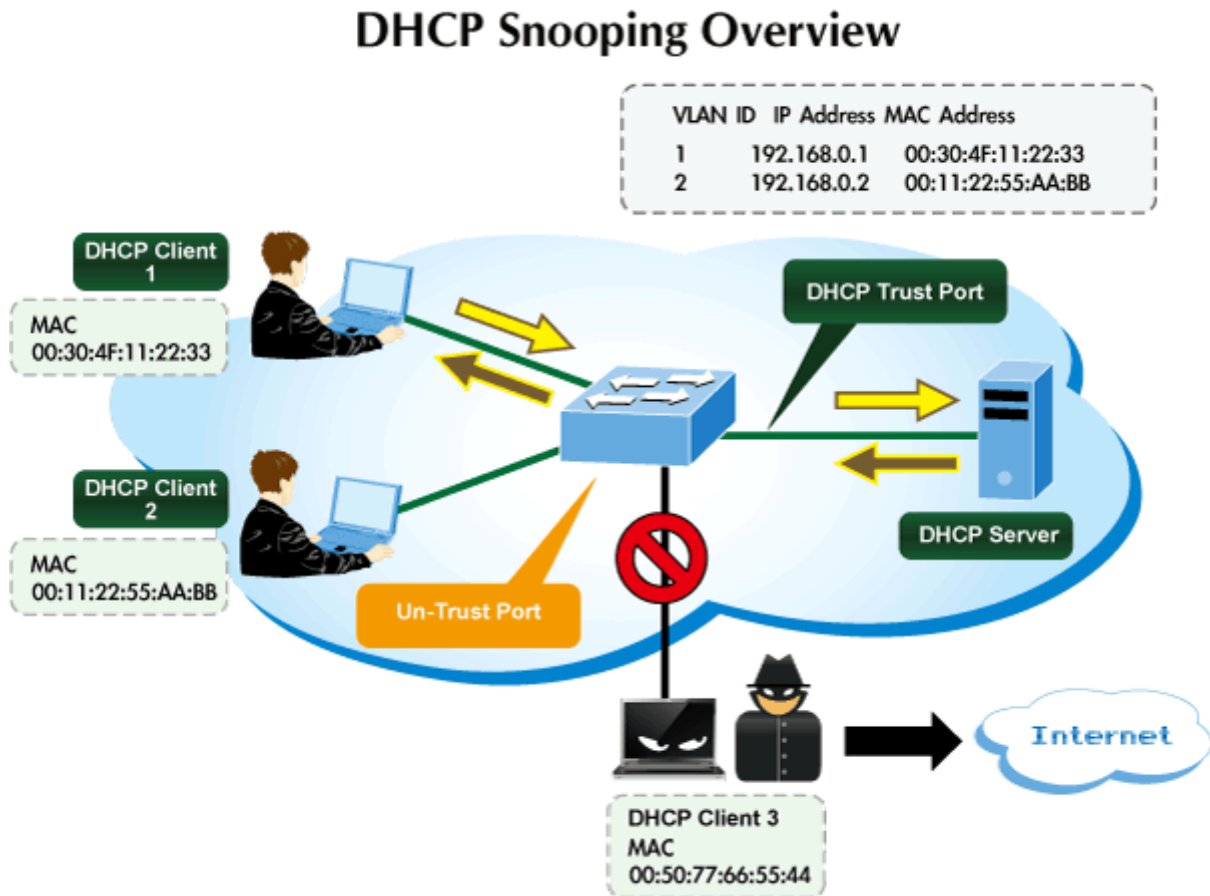 DHCP Snooping Overview
VLAN ID IP Address MAC Address
1 192.168.0.1 00:30:4F:11:22:33
2 192.168.0.2 00:11:22:55:AA:BB
DHCP Client
1
MAC
00:30:4F:11:22:33
DHCP Trust Port
DHCP Client
2
MAC
00:11:22:55:AA:BB
Un-Trust Port
DHCP Server
Internet
DHCP Client 3
MAC
00:50:77:66:55:44